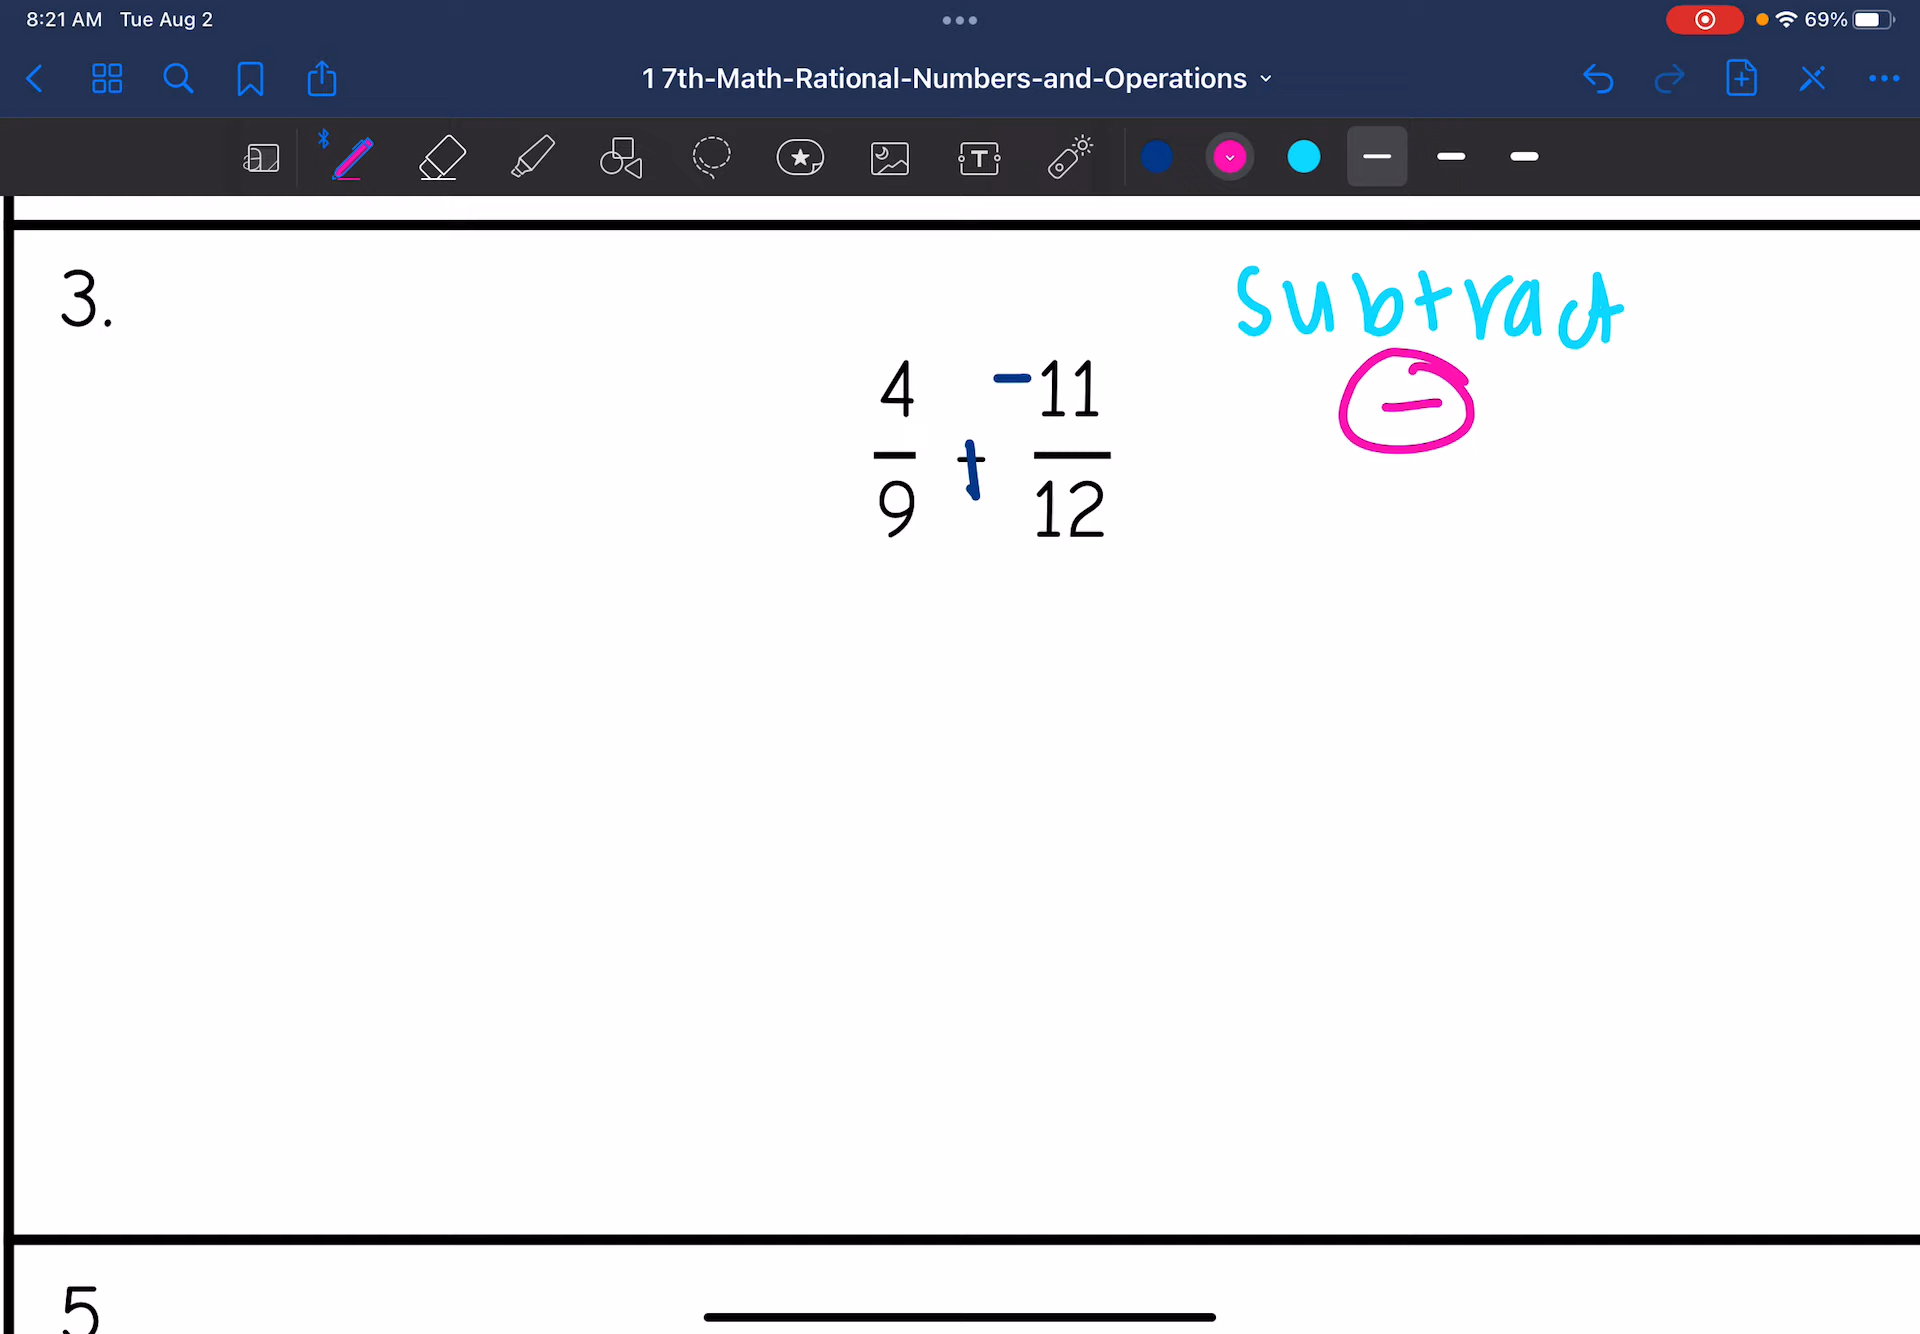 8:21 AM Tue Aug 2
69%
1 7th-Math-Rational-Numbers-and-Operations
T
3.
subtract
4 -11
+
9 12
-
5